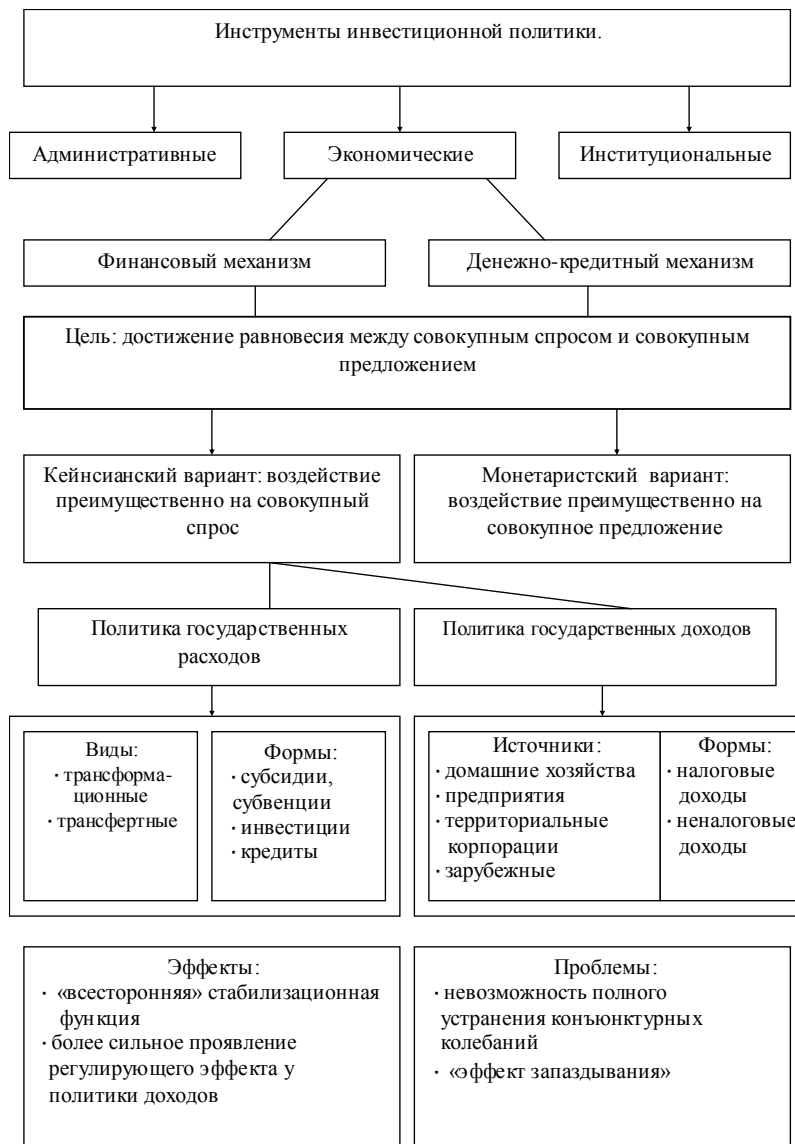 Инструменты инвестиционной политики.
Административные
Экономические
Институциональные
Финансовый механизм
Денежно-кредитный механизм
Цель: достижение равновесия между совокупным спросом и совокупным
предложением
Кейнсианский вариант: воздействие
преимущественно на совокупный
спрос
Монетаристский вариант:
воздействие преимущественно на
совокупное предложение
Политика государственных
расходов
Политика государственных доходов
Виды:
· трансформа-
ционные
· трансфертные
Формы:
· субсидии,
субвенции
· инвестиции
· кредиты
Источники:
· домашние хозяйства
· предприятия
· территориальные
корпорации
· зарубежные
Формы:
· налоговые
доходы
· неналоговые
доходы
Эффекты:
· «всесторонняя» стабилизационная
функция
· более сильное проявление
регулирующего эффекта у
политики доходов
Проблемы:
· невозможность полного
устранения конъюнктурных
колебаний
· «эффект запаздывания»